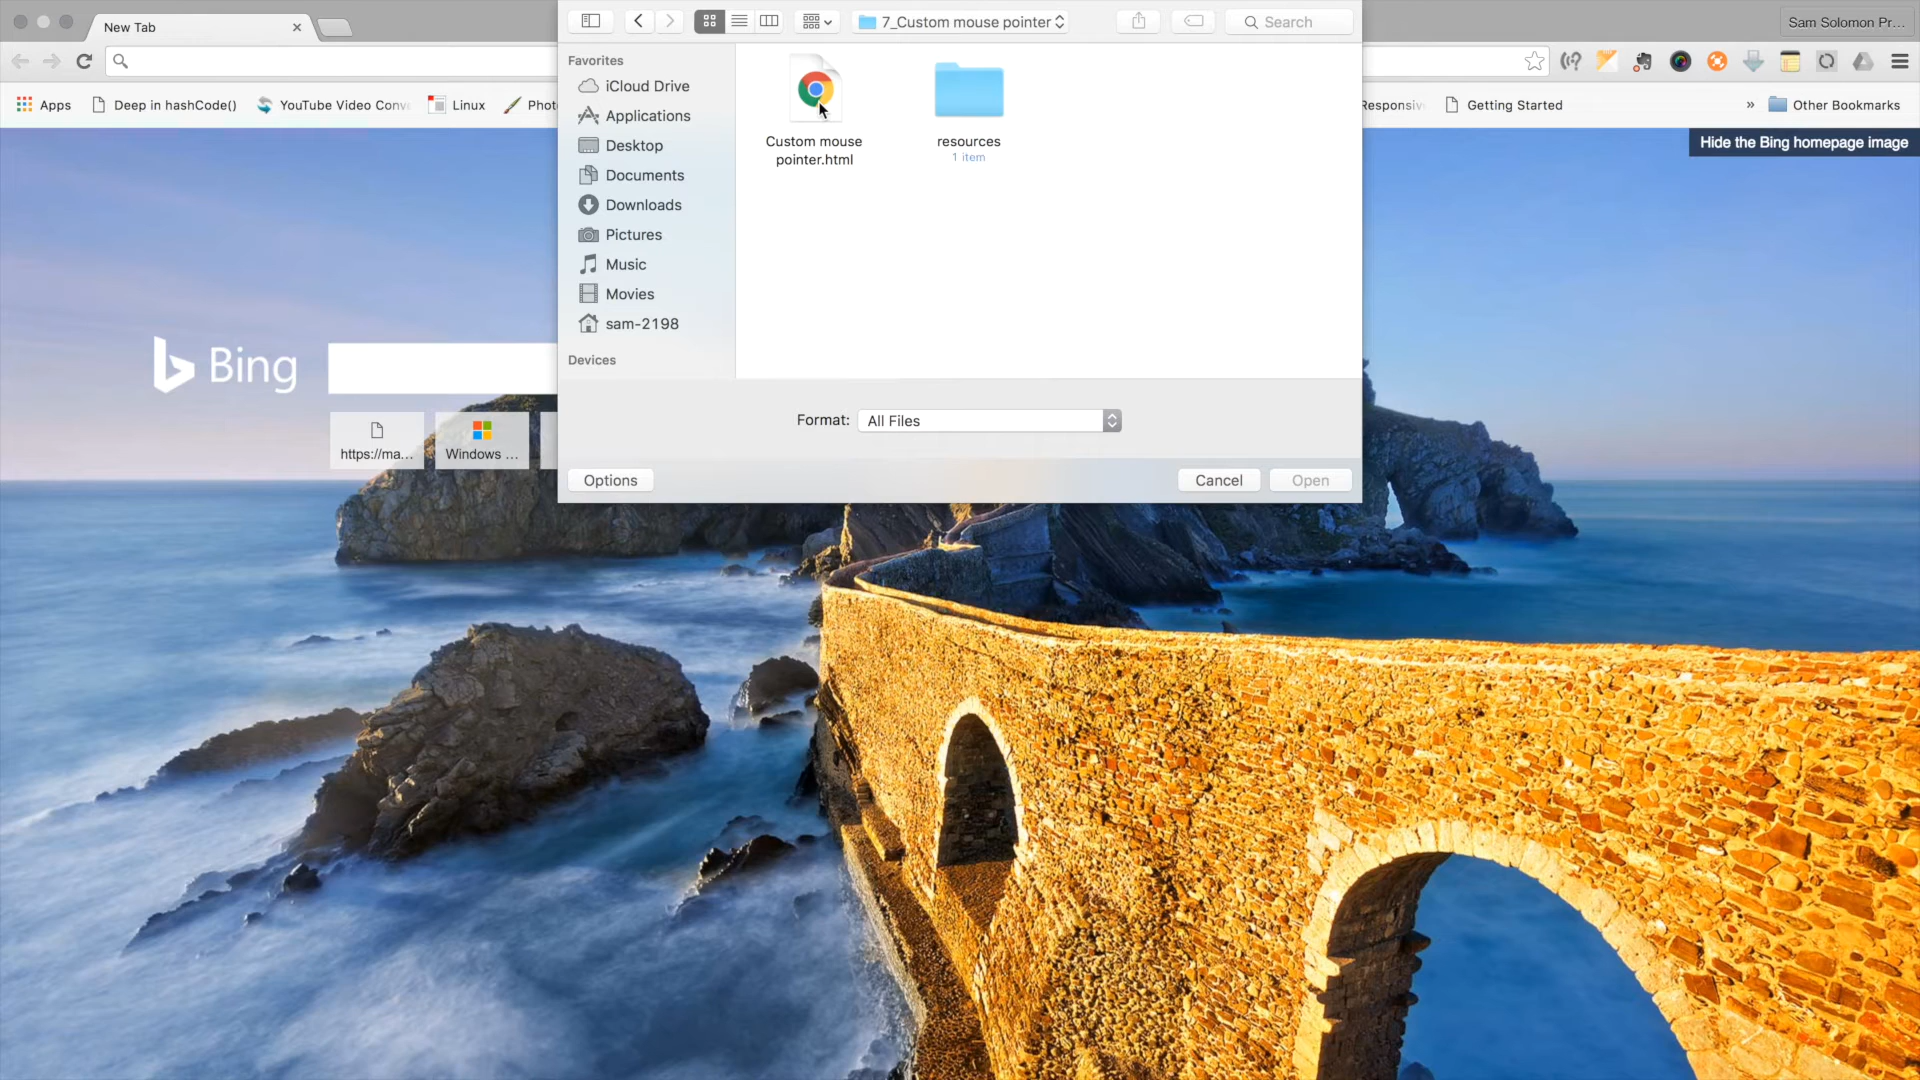 New Tab
7_Custom mouse pointer
Search
Sam Solomon Pr...
Apps
Deep in hashCode()
YouTube Video Conv
Linux
Phot
Responsiv
Getting Started
»
Other Bookmarks
Hide the Bing homepage image
Favorites
iCloud Drive
Applications
Desktop
Documents
Downloads
Pictures
Music
Movies
sam-2198
Devices
Custom mouse
pointer.html
resources
1 item
Bing
https://ma...
Windows ...
Format:
All Files
Options
Cancel
Open